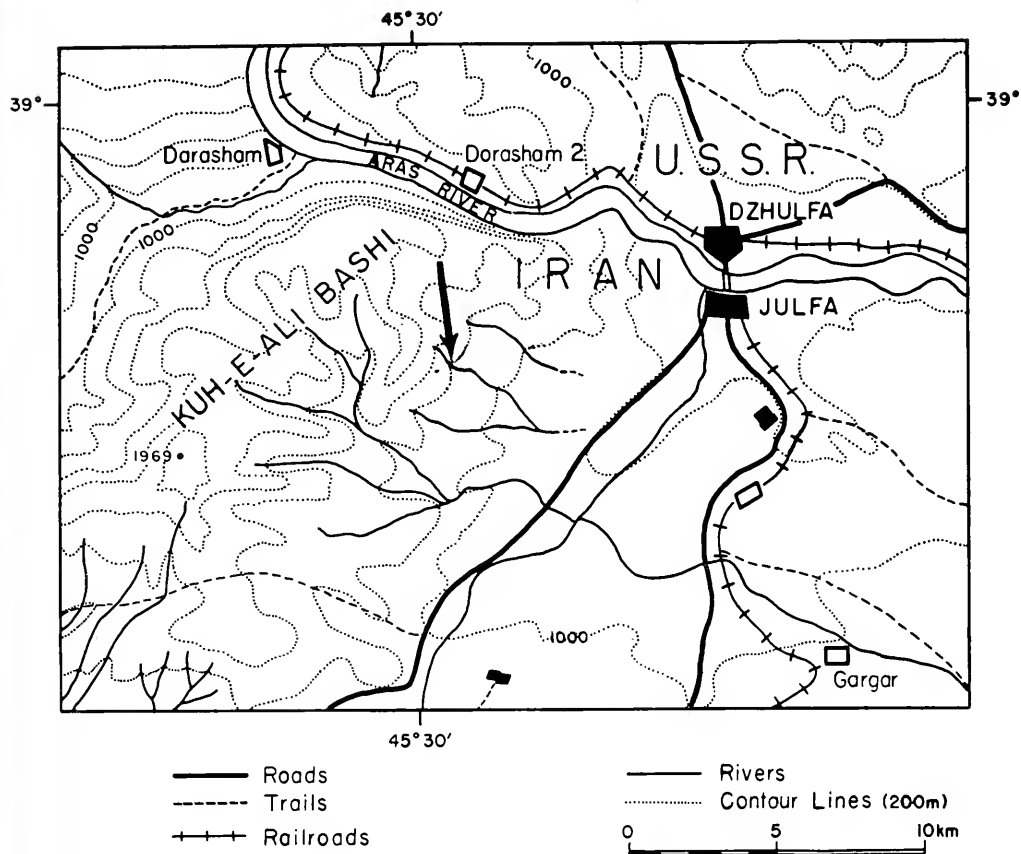 45°30'
39°
39°
1000
U.S.S.R.
Darasham
Dorasham 2
ARAS RIVER
DZHULFA
1000
1000
IRAN
JULFA
KUH-E-ALI BASHI
1969
1000
Gargar
45°30'
Roads
Trails
Railroads
Rivers
Contour Lines (200m)
0 5 10km